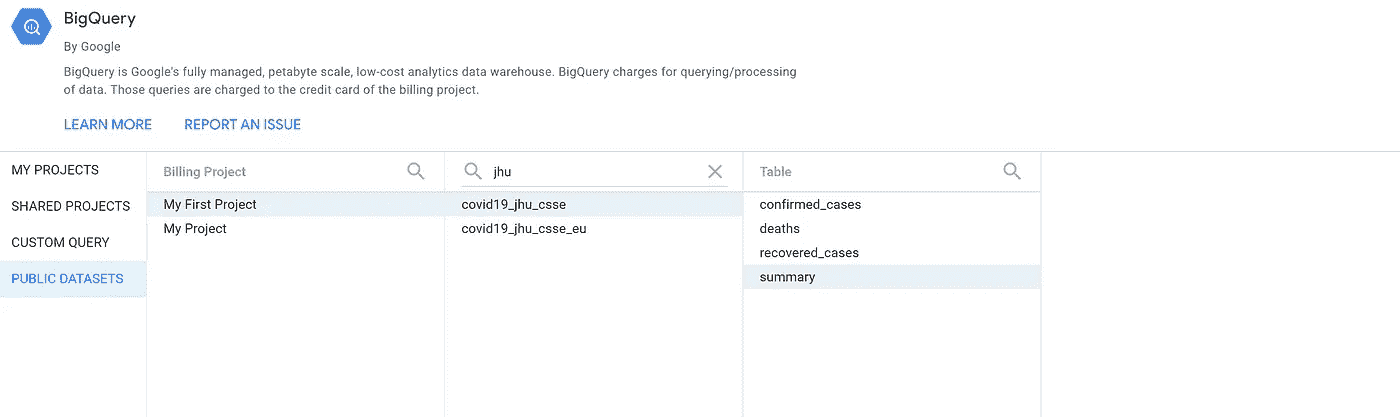 BigQuery
By Google
BigQuery is Google's fully managed, petabyte scale, low-cost analytics data warehouse. BigQuery charges for querying/processing
of data. Those queries are charged to the credit card of the billing project.
LEARN MORE REPORT AN ISSUE
MY PROJECTS
SHARED PROJECTS
CUSTOM QUERY
PUBLIC DATASETS
Billing Project
My First Project
My Project
jhu
covid19_jhu_csse
covid19_jhu_csse_eu
Table
confirmed_cases
deaths
recovered_cases
summary